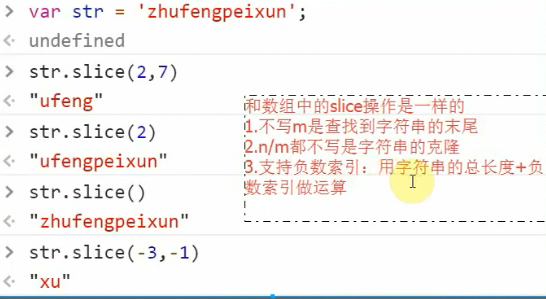 > var str = 'zhufengpeixun';
<· undefined
> str.slice(2,7)
<· "ufeng"
> str.slice(2)
<· "ufengpeixun"
> str.slice()
<· "zhufengpeixun"
> str.slice(-3,-1)
<· "xu"
和数组中的slice操作是一样的
1.不写m是查找到字符串的末尾
2.n/m都不写是字符串的克隆
3.支持负数索引：用字符串的总长度+负
数索引做运算